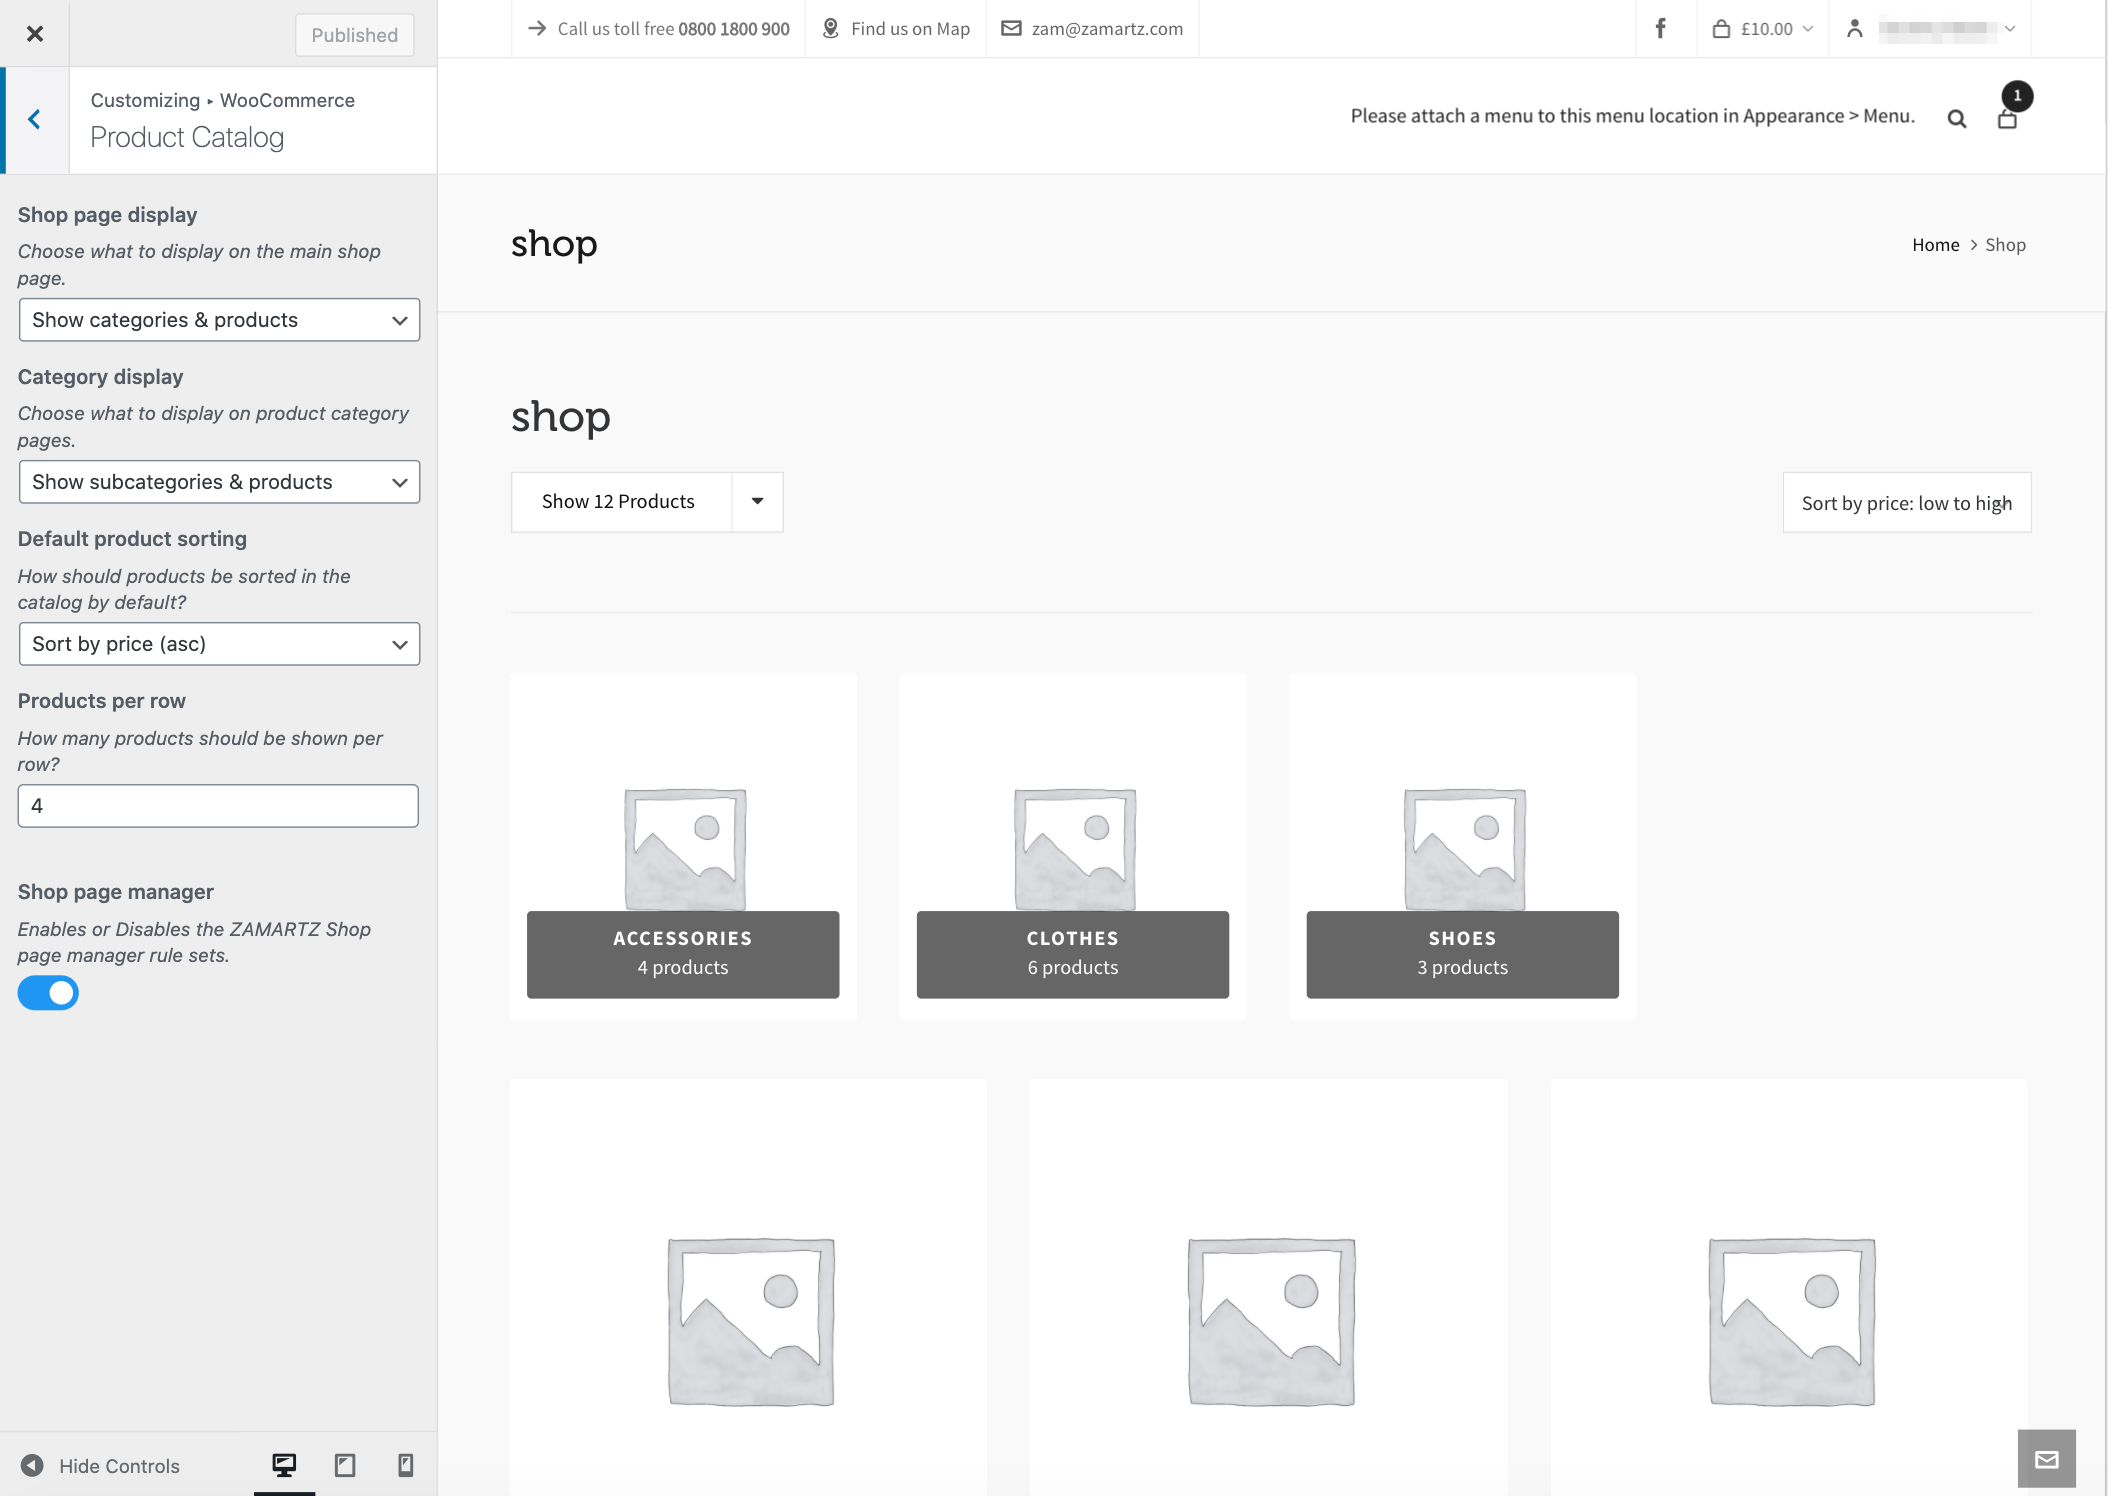 Published
Customizing ▸ WooCommerce
Product Catalog
Shop page display
Choose what to display on the main shop
page.
Show categories & products
Category display
Choose what to display on product category
pages.
Show subcategories & products
Default product sorting
How should products be sorted in the
catalog by default?
Sort by price (asc)
Products per row
How many products should be shown per
row?
4
Shop page manager
Enables or Disables the ZAMARTZ Shop
page manager rule sets.
Hide Controls
Call us toll free 0800 1800 900
Find us on Map
zam@zamartz.com
£10.00
Please attach a menu to this menu location in Appearance > Menu.
1
shop
Home > Shop
shop
Show 12 Products
Sort by price: low to high
ACCESSORIES
4 products
CLOTHES
6 products
SHOES
3 products